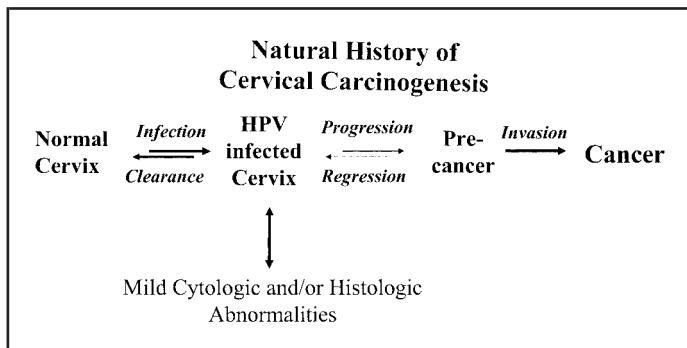 Natural History of
Cervical Carcinogenesis
Normal
Cervix
Infection
Clearance
HPV
infected
Cervix
Progression
Regression
Pre-
cancer
Invasion
Cancer
Mild Cytologic and/or Histologic
Abnormalities